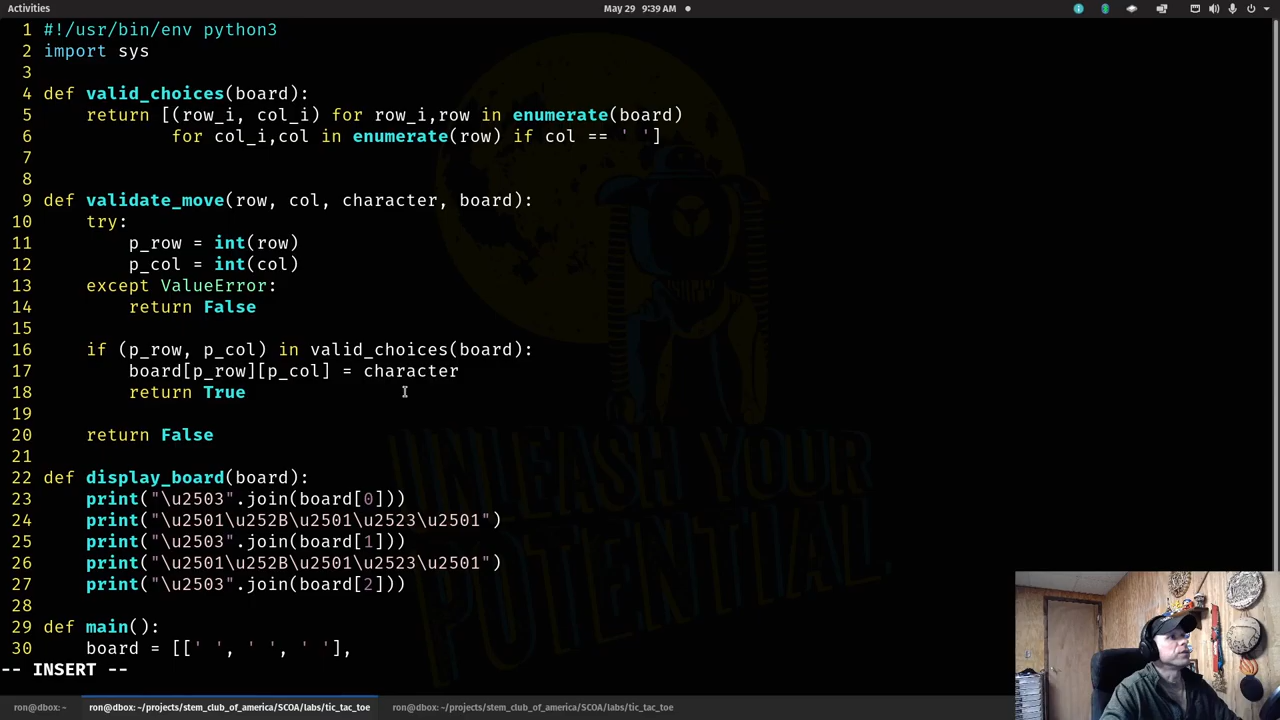 Activities
May 29 9:39 AM
1 #!/usr/bin/env python3
2 import sys
3
4 def valid_choices(board):
5     return [(row_i, col_i) for row_i,row in enumerate(board)
6             for col_i,col in enumerate(row) if col == ' ']
7
8
9 def validate_move(row, col, character, board):
10     try:
11         p_row = int(row)
12         p_col = int(col)
13     except ValueError:
14         return False
15
16     if (p_row, p_col) in valid_choices(board):
17         board[p_row][p_col] = character
18         return True
19
20     return False
21
22 def display_board(board):
23     print("\u2503".join(board[0]))
24     print("\u2501\u252B\u2501\u2523\u2501")
25     print("\u2503".join(board[1]))
26     print("\u2501\u252B\u2501\u2523\u2501")
27     print("\u2503".join(board[2]))
28
29 def main():
30     board = [[' ', ' ', ' '],
-- INSERT --
UNLEASH YOUR
POTENTIAL
ron@dbox: ~
ron@dbox: ~/projects/stem_club_of_america/SCOA/labs/tic_tac_toe
ron@dbox: ~/projects/stem_club_of_america/SCOA/labs/tic_tac_toe